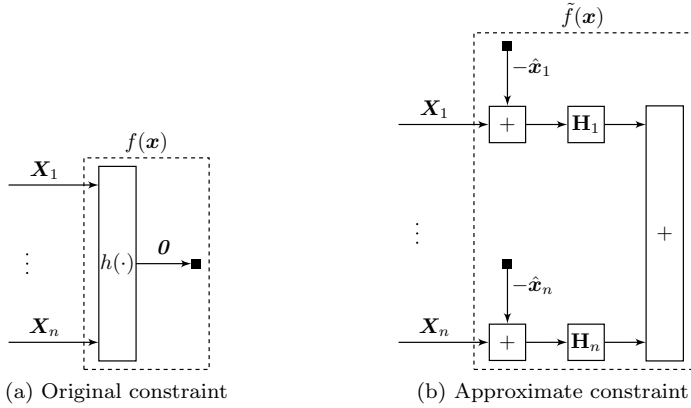 f(x)
X₁
⋮
Xₙ
h(·)
0
(a) Original constraint
f̃(x)
−x̂₁
X₁
+
H₁
⋮
+
−x̂ₙ
Xₙ
+
Hₙ
(b) Approximate constraint